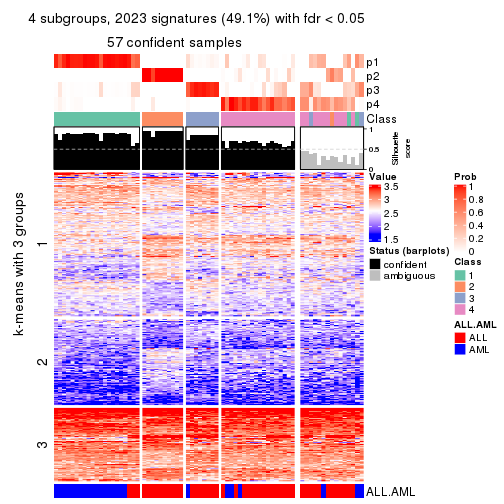 4 subgroups, 2023 signatures (49.1%) with fdr < 0.05
57 confident samples
p1
p2
p3
p4
Class
1
0.5
0
Silhouette
score
k-means with 3 groups
1
2
3
ALL.AML
Value
3.5
3
2.5
2
1.5
Status (barplots)
confident
ambiguous
Prob
1
0.8
0.6
0.4
0.2
0
Class
1
2
3
4
ALL.AML
ALL
AML